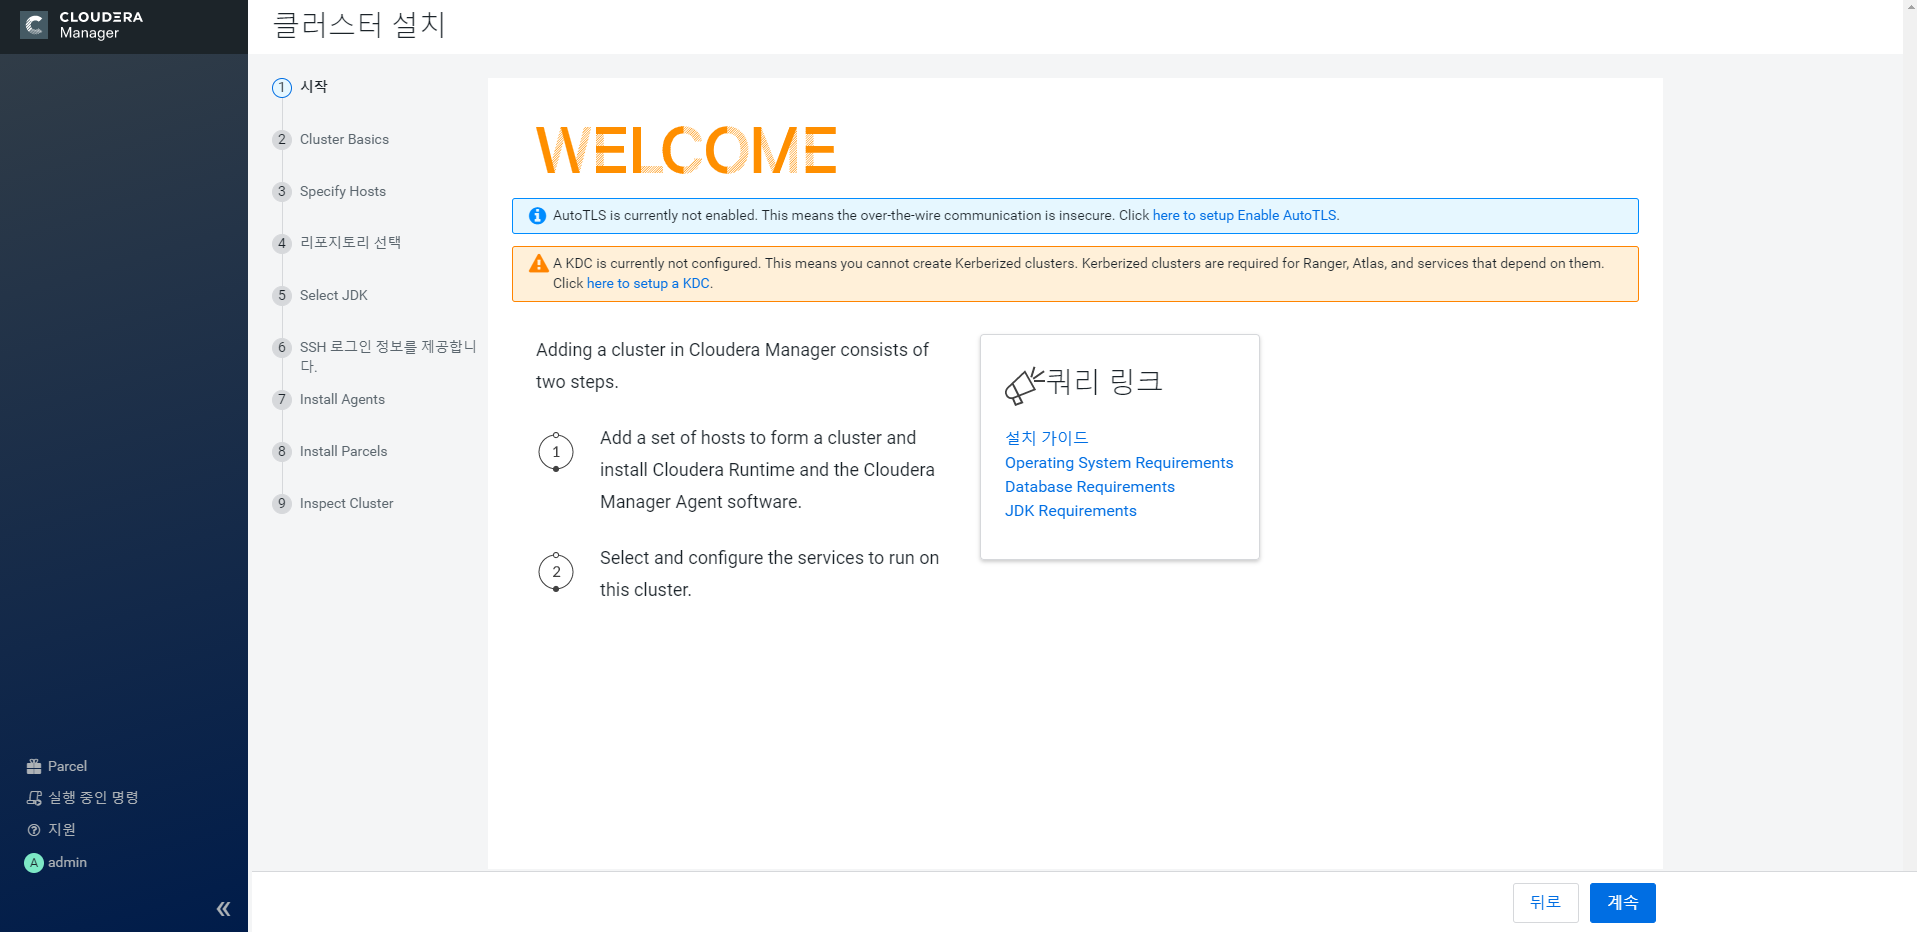 CLOUDERA
Manager
클러스터 설치
1 시작
2 Cluster Basics
3 Specify Hosts
4 리포지토리 선택
5 Select JDK
6 SSH 로그인 정보를 제공합니
다.
7 Install Agents
8 Install Parcels
9 Inspect Cluster
WELCOME
AutoTLS is currently not enabled. This means the over-the-wire communication is insecure. Click here to setup Enable AutoTLS.
A KDC is currently not configured. This means you cannot create Kerberized clusters. Kerberized clusters are required for Ranger, Atlas, and services that depend on them.
Click here to setup a KDC.
Adding a cluster in Cloudera Manager consists of
two steps.
1 Add a set of hosts to form a cluster and
install Cloudera Runtime and the Cloudera
Manager Agent software.
2 Select and configure the services to run on
this cluster.
쿼리 링크
설치 가이드
Operating System Requirements
Database Requirements
JDK Requirements
Parcel
실행 중인 명령
지원
A admin
뒤로
계속